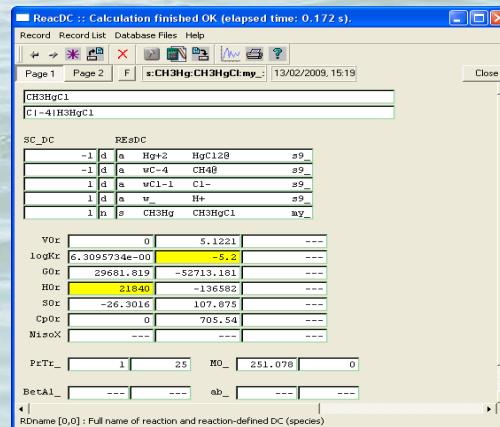 ReacDC :: Calculation finished OK (elapsed time: 0.172 s).
Record Record List Database Files Help
Page 1 Page 2 F s:CH3Hg:CH3HgCl:my_: 13/02/2009, 15:19 Close
CH3HgCl
C|-4|H3HgCl
SC_DC REsDC
-1 d a Hg+2 HgCl2@ s9_
-1 d a wC-4 CH4@ s9_
1 d a wCl-1 Cl- s9_
1 d a w_ H+ s9_
1 n s CH3Hg CH3HgCl my_
V0r 0 5.1221 ---
logKr 6.3095734e-00 -5.2 ---
G0r 29681.819 -52713.181 ---
H0r 21840 -136582 ---
S0r -26.3016 107.875 ---
Cp0r 0 705.54 ---
NisoX --- --- ---
PrTr_ 1 25 M0_ 251.078 0
BetAl_ --- --- ab_ --- ---
RDname [0,0] : Full name of reaction and reaction-defined DC (species)